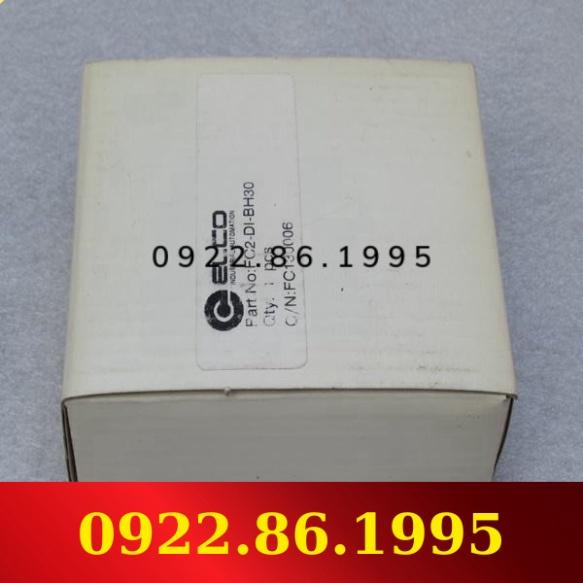 ELCO
INDUSTRIAL AUTOMATION
Part.No:FC2-DI-BH30
Qty: 1 pcs
0922.86.1995
0922.86.1995